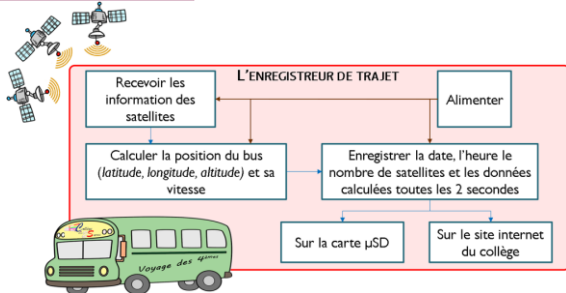 L'ENREGISTREUR DE TRAJET
Recevoir les
information des
satellites
Alimenter
Calculer la position du bus
(latitude, longitude, altitude) et sa
vitesse
Enregistrer la date, l'heure le
nombre de satellites et les données
calculées toutes les 2 secondes
Sur la carte µSD
Sur le site internet
du collège
Voyage des 4èmes